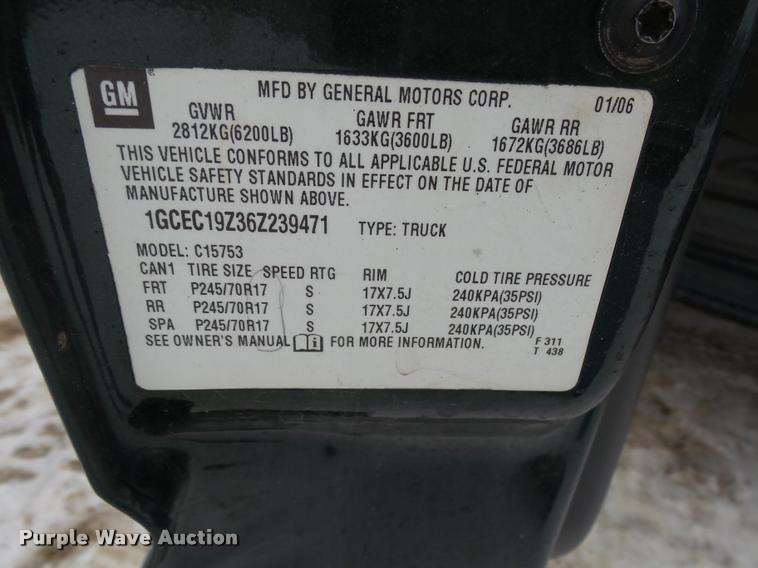 GM
MFD BY GENERAL MOTORS CORP. 01/06
GVWR GAWR FRT GAWR RR
2812KG(6200LB) 1633KG(3600LB) 1672KG(3686LB)
THIS VEHICLE CONFORMS TO ALL APPLICABLE U.S. FEDERAL MOTOR
VEHICLE SAFETY STANDARDS IN EFFECT ON THE DATE OF
MANUFACTURE SHOWN ABOVE.
1GCEC19Z36Z239471 TYPE: TRUCK
MODEL: C15753
CAN1 TIRE SIZE SPEED RTG RIM COLD TIRE PRESSURE
FRT P245/70R17 S 17X7.5J 240KPA(35PSI)
RR P245/70R17 S 17X7.5J 240KPA(35PSI)
SPA P245/70R17 S 17X7.5J 240KPA(35PSI)
SEE OWNER'S MANUAL i FOR MORE INFORMATION. F 311
T 438
Purple Wave Auction